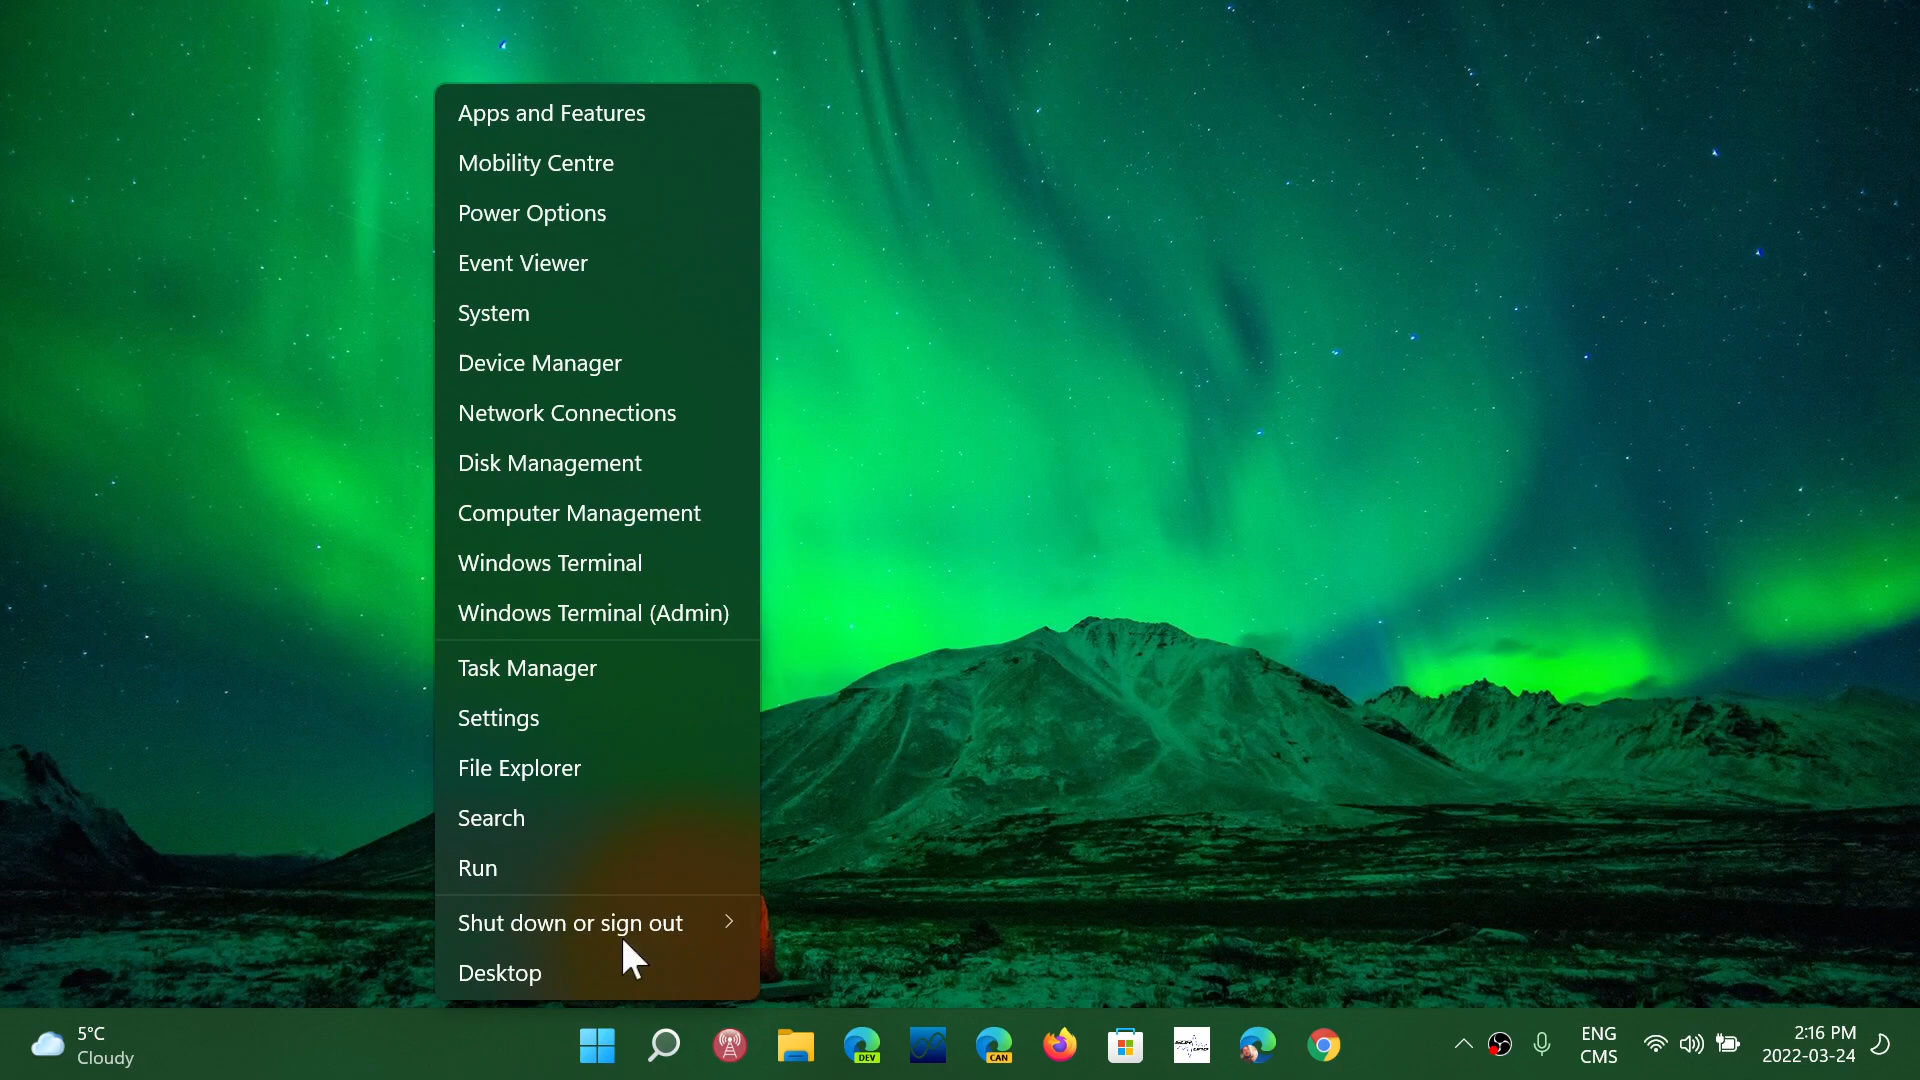 Apps and Features
Mobility Centre
Power Options
Event Viewer
System
Device Manager
Network Connections
Disk Management
Computer Management
Windows Terminal
Windows Terminal (Admin)
Task Manager
Settings
File Explorer
Search
Run
Shut down or sign out
Desktop
5°C
Cloudy
DEV
CAN
ENG
CMS
2:16 PM
2022-03-24